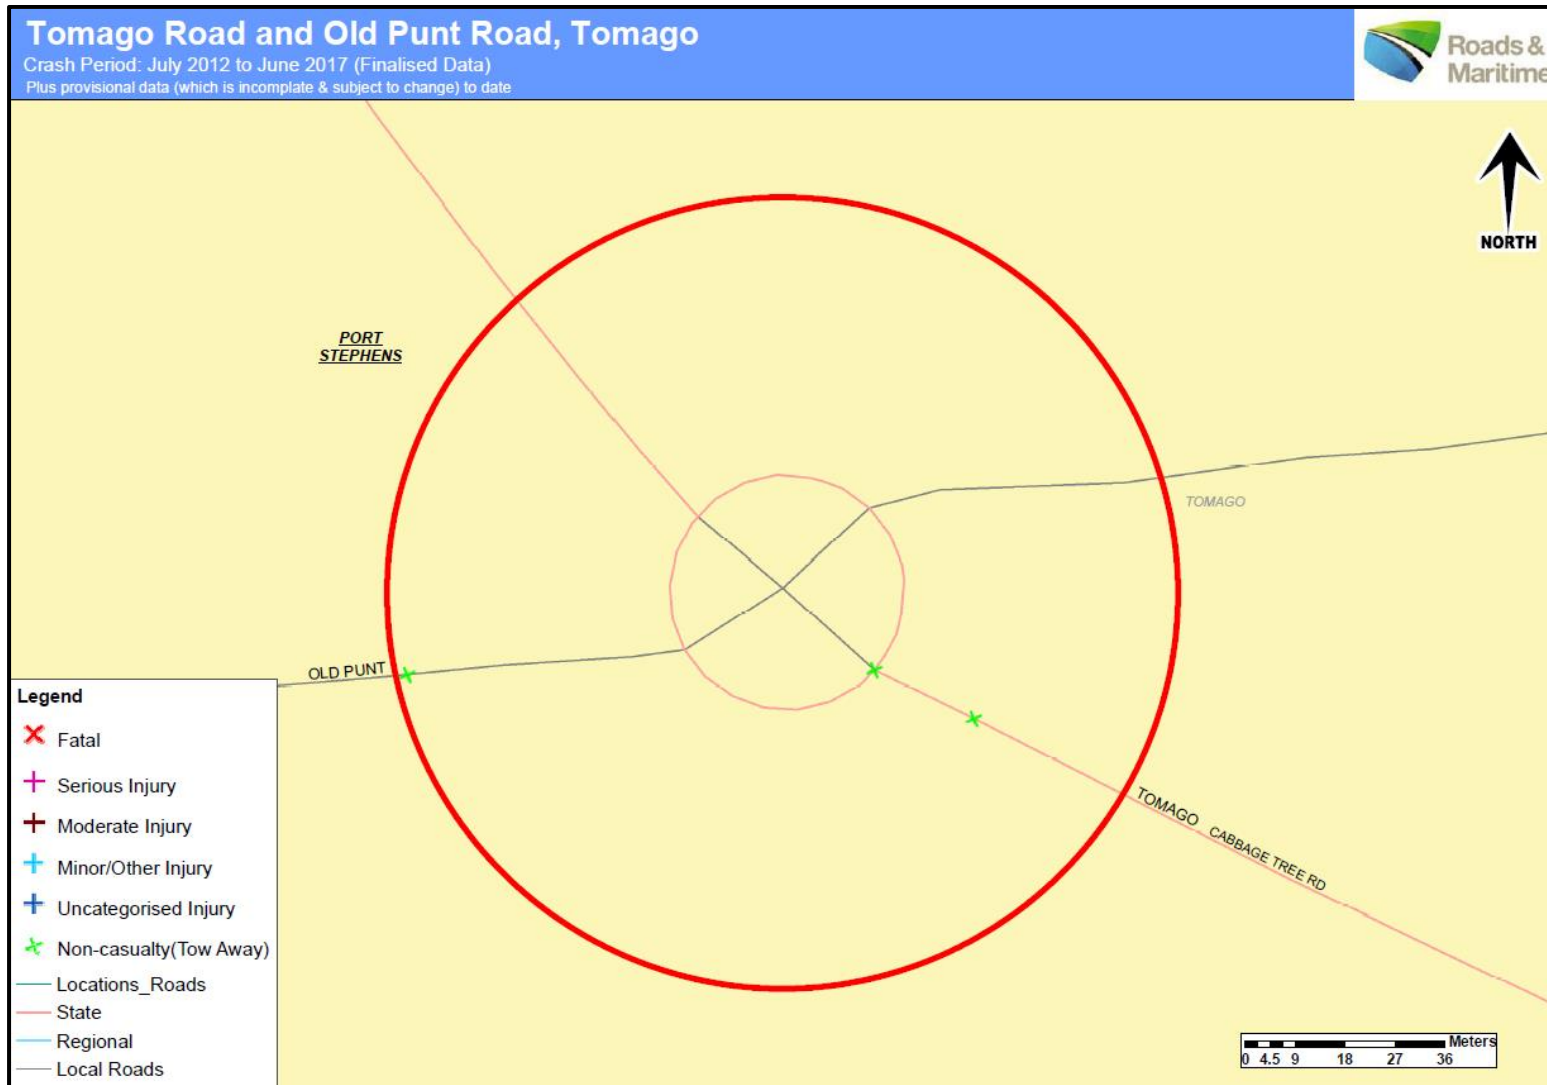 Tomago Road and Old Punt Road, Tomago
Crash Period: July 2012 to June 2017 (Finalised Data)
Plus provisional data (which is incomplate & subject to change) to date
Roads &
Maritime
NORTH
PORT
STEPHENS
TOMAGO
OLD PUNT
TOMAGO CABBAGE TREE RD
Legend
Fatal
Serious Injury
Moderate Injury
Minor/Other Injury
Uncategorised Injury
Non-casualty(Tow Away)
Locations_Roads
State
Regional
Local Roads
Meters
0 4.5 9 18 27 36